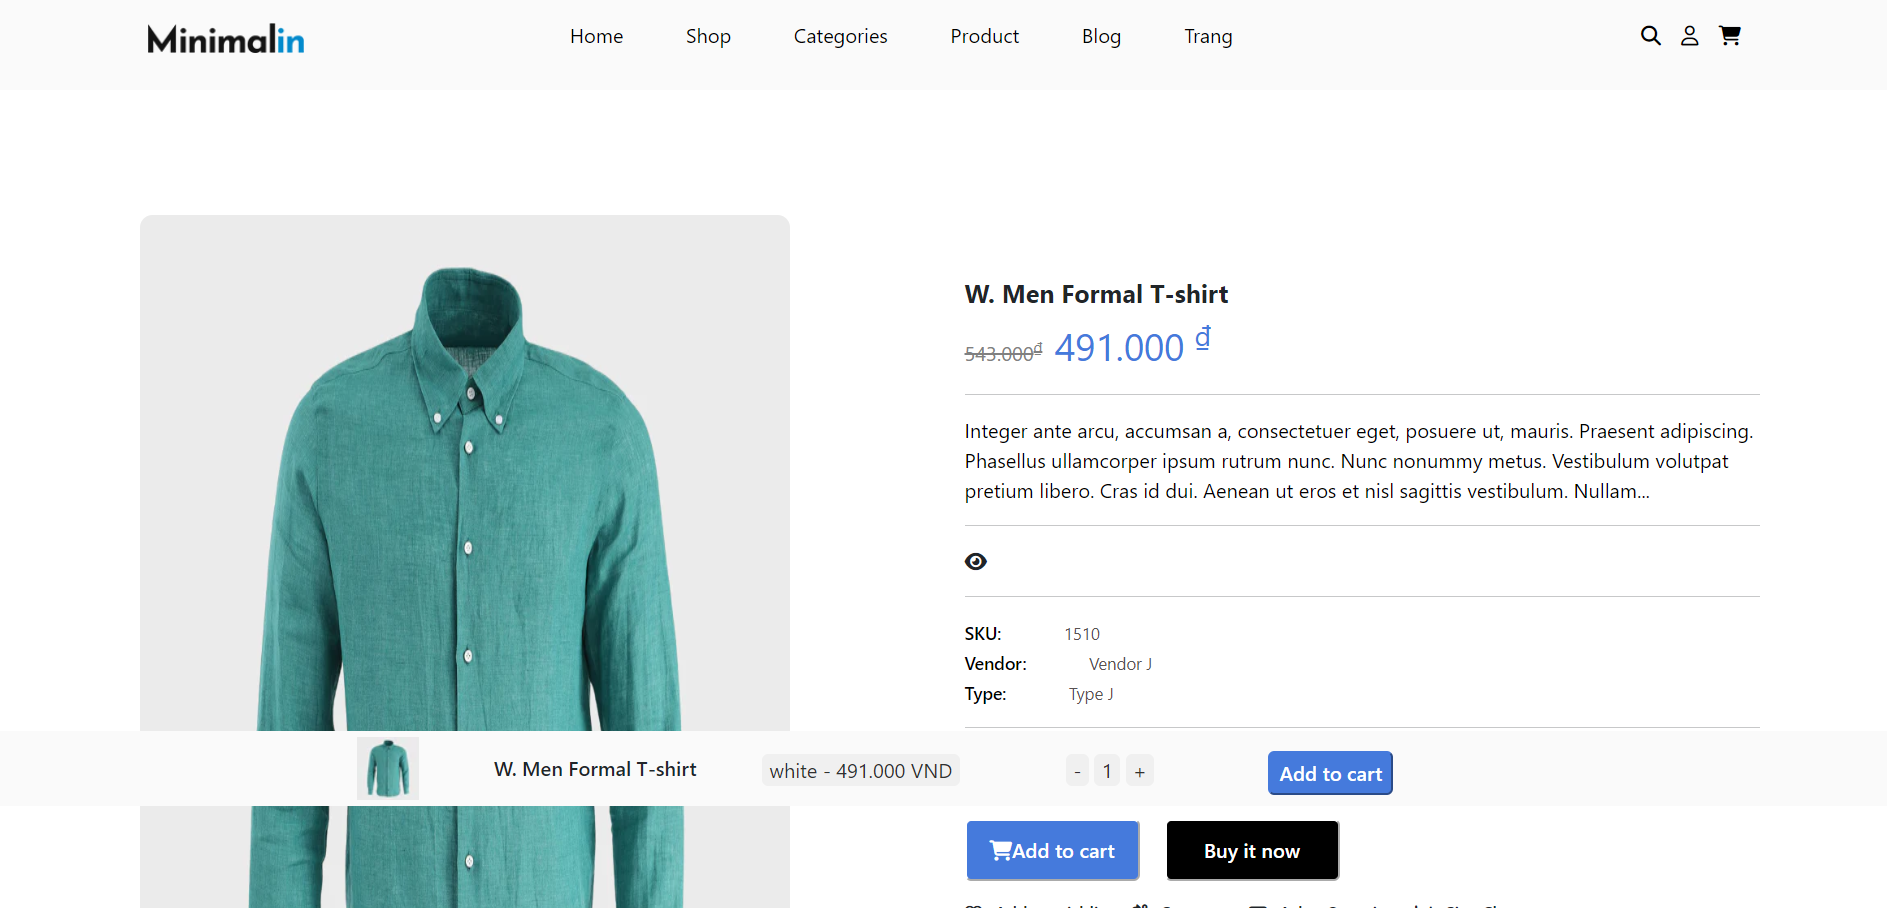 Minimalin
Home
Shop
Categories
Product
Blog
Trang
W. Men Formal T-shirt
543.000₫ 491.000 ₫
Integer ante arcu, accumsan a, consectetuer eget, posuere ut, mauris. Praesent adipiscing.
Phasellus ullamcorper ipsum rutrum nunc. Nunc nonummy metus. Vestibulum volutpat
pretium libero. Cras id dui. Aenean ut eros et nisl sagittis vestibulum. Nullam...
SKU: 1510
Vendor: Vendor J
Type: Type J
W. Men Formal T-shirt
white - 491.000 VND
- 1 +
Add to cart
Add to cart
Buy it now